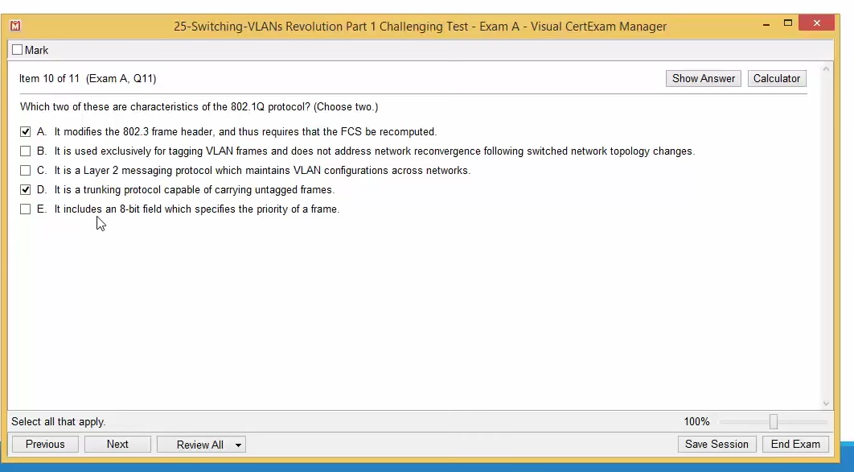 25-Switching-VLANs Revolution Part 1 Challenging Test - Exam A - Visual CertExam Manager
Mark
Item 10 of 11 (Exam A, Q11)
Show Answer
Calculator
Which two of these are characteristics of the 802.1Q protocol? (Choose two.)
A. It modifies the 802.3 frame header, and thus requires that the FCS be recomputed.
B. It is used exclusively for tagging VLAN frames and does not address network reconvergence following switched network topology changes.
C. It is a Layer 2 messaging protocol which maintains VLAN configurations across networks.
D. It is a trunking protocol capable of carrying untagged frames.
E. It includes an 8-bit field which specifies the priority of a frame.
Select all that apply.
100%
Previous
Next
Review All
Save Session
End Exam